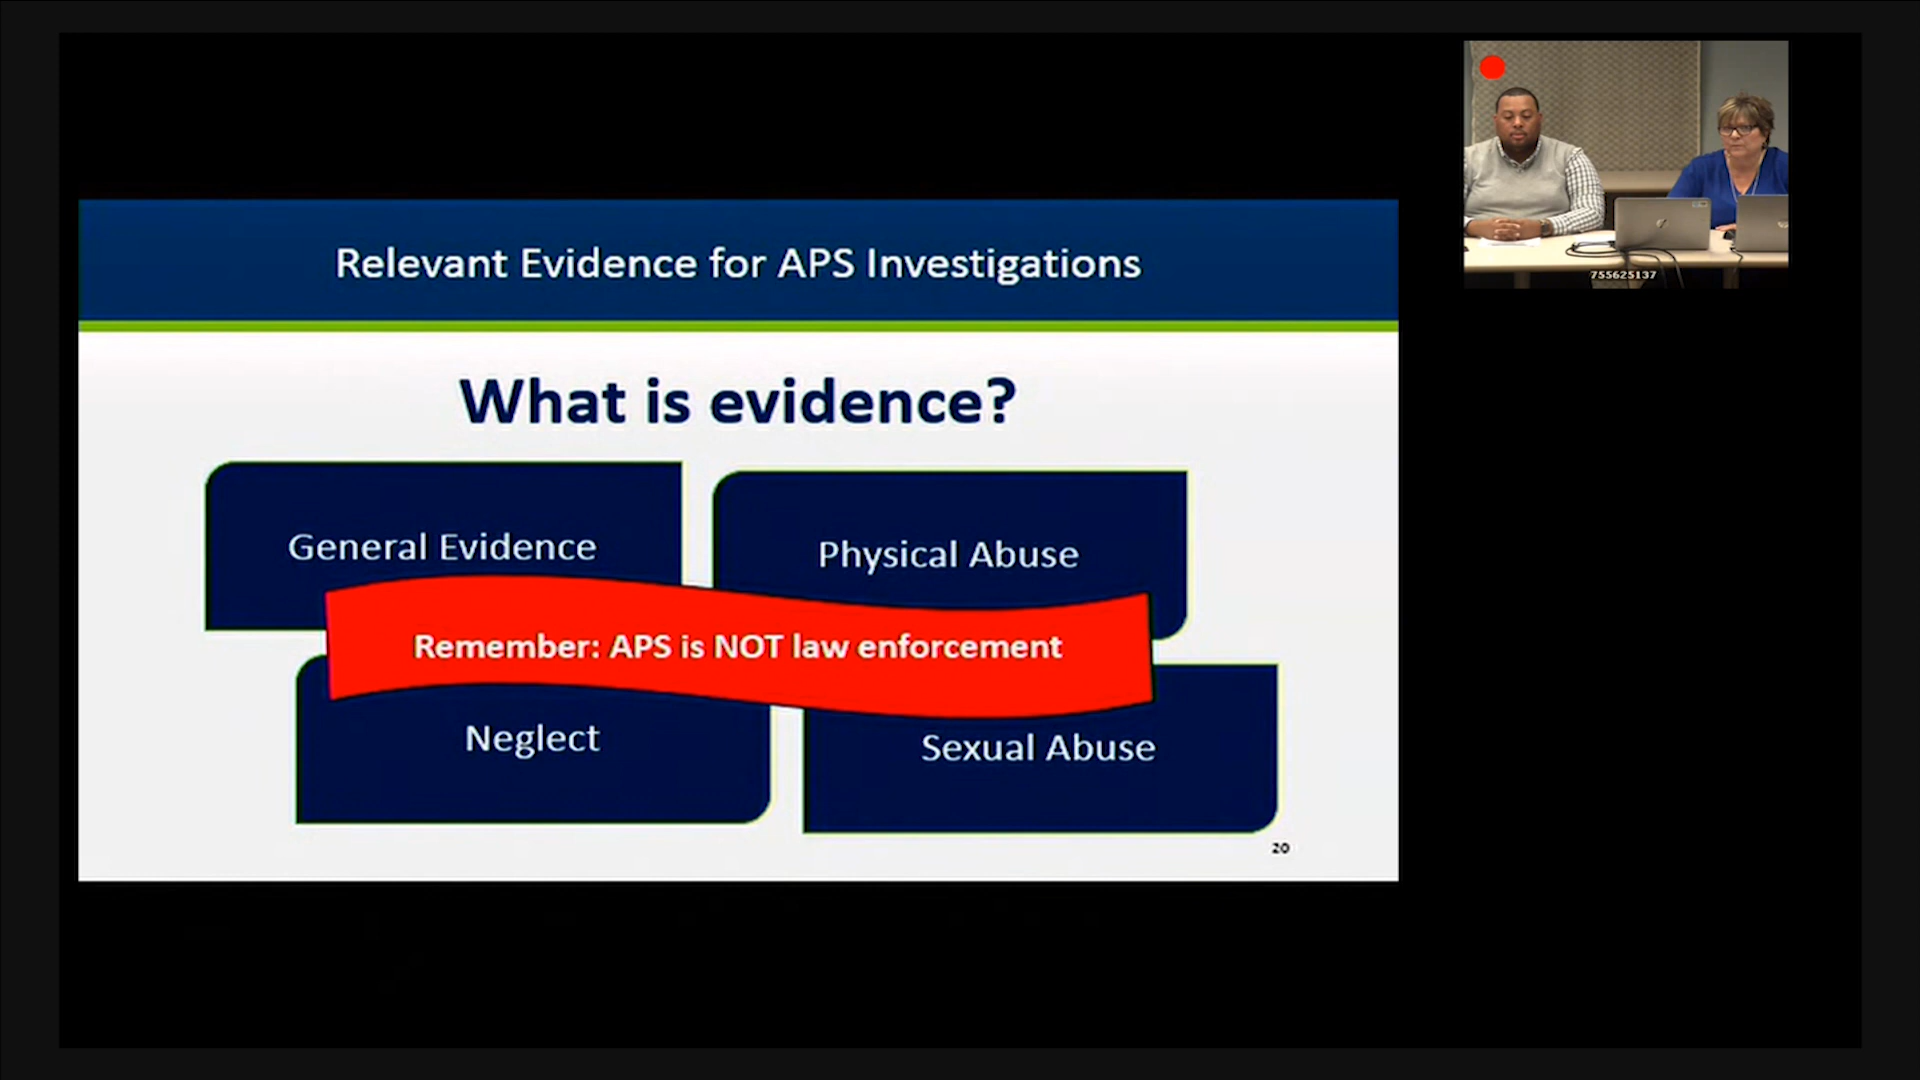 Relevant Evidence for APS Investigations
What is evidence?
General Evidence
Physical Abuse
Remember: APS is NOT law enforcement
Neglect
Sexual Abuse
20
755625137